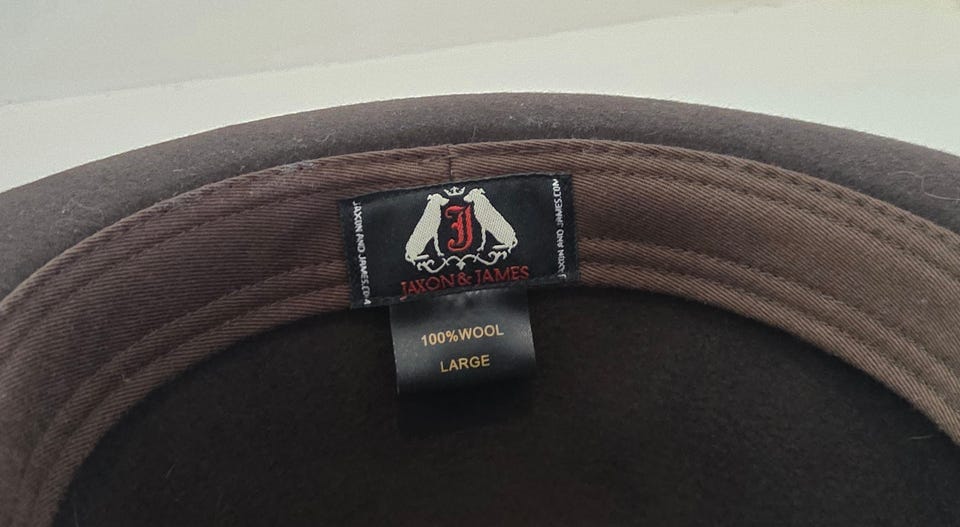 JAXON AND JAMES.COM
J
JAXON & JAMES
JAXON AND JAMES.COM
100%WOOL
LARGE